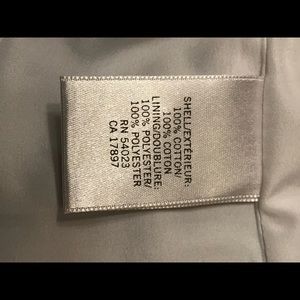 SHELL/EXTÉRIEUR:
100% COTTON/
100% COTON
LINING/DOUBLURE:
100% POLYESTER/
100% POLYESTER
RN 54023
CA 17897